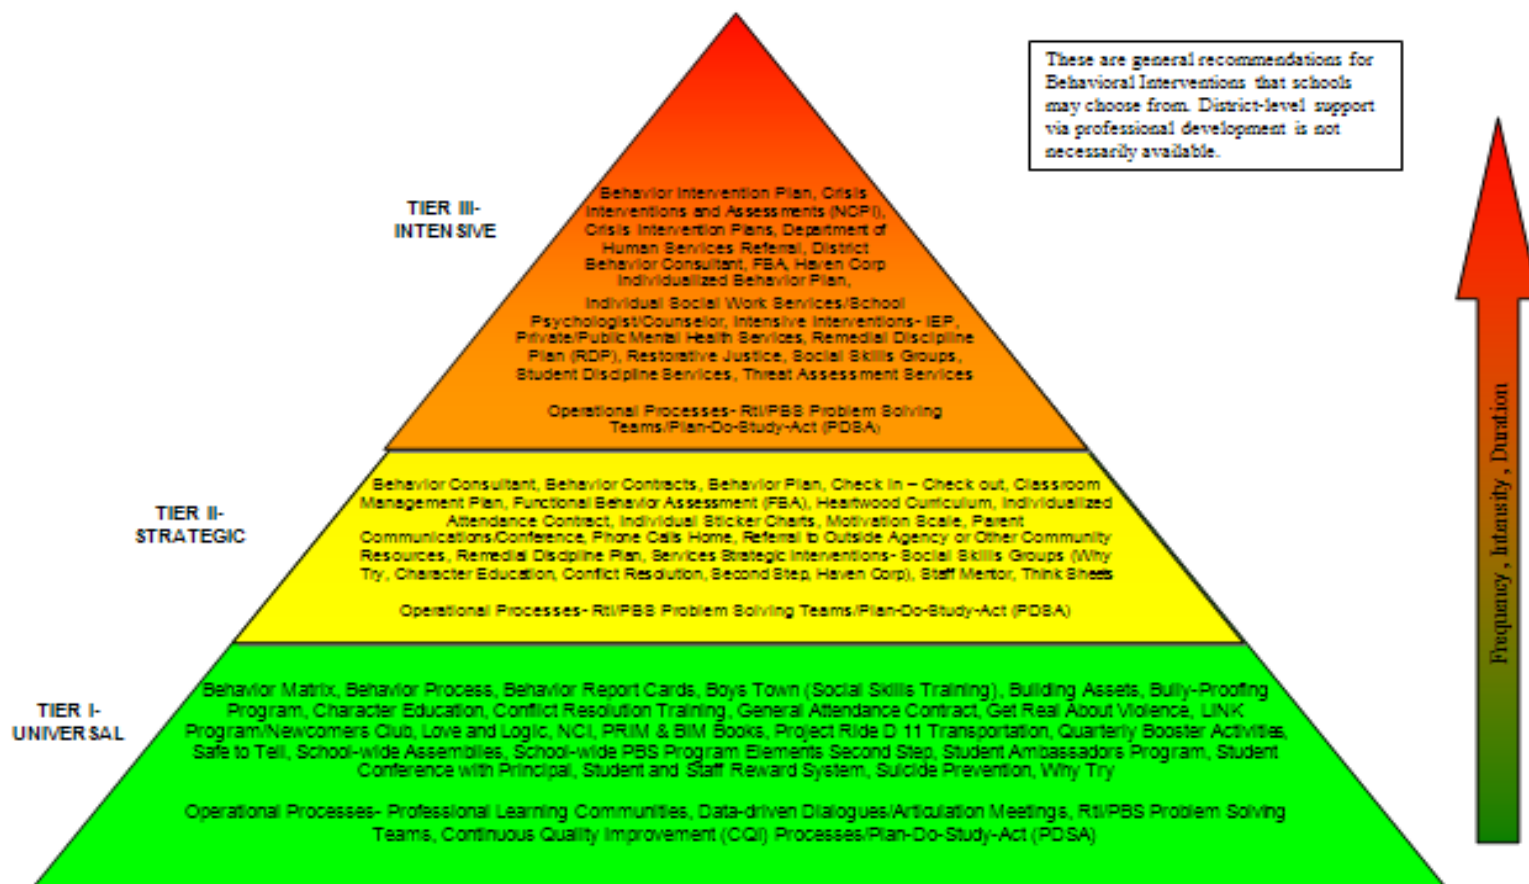 These are general recommendations for
Behavioral Interventions that schools
may choose from. District-level support
via professional development is not
necessarily available.
TIER III-
INTENSIVE
Behavior Intervention Plan, Crisis
Interventions and Assessments (NCPI),
Crisis Intervention Plans, Department of
Human Services Referral, District
Behavior Consultant, FBA, Haven Corp
Individualized Behavior Plan,
Individual Social Work Services/School
Psychologist/Counselor, Intensive Interventions- IEP,
Private/Public Mental Health Services, Remedial Discipline
Plan (RDP), Restorative Justice, Social Skills Groups,
Student Discipline Services, Threat Assessment Services
Operational Processes- RtI/PBS Problem Solving
Teams/Plan-Do-Study-Act (PDSA)
TIER II-
STRATEGIC
Behavior Consultant, Behavior Contracts, Behavior Plan, Check In – Check out, Classroom
Management Plan, Functional Behavior Assessment (FBA), Heartwood Curriculum, Individualized
Attendance Contract, Individual Sticker Charts, Motivation Scale, Parent
Communications/Conference, Phone Calls Home, Referral to Outside Agency or Other Community
Resources, Remedial Discipline Plan, Services Strategic Interventions- Social Skills Groups (Why
Try, Character Education, Conflict Resolution, Second Step, Haven Corp), Staff Mentor, Think Sheets
Operational Processes- RtI/PBS Problem Solving Teams/Plan-Do-Study-Act (PDSA)
TIER I-
UNIVERSAL
Behavior Matrix, Behavior Process, Behavior Report Cards, Boys Town (Social Skills Training), Building Assets, Bully-Proofing
Program, Character Education, Conflict Resolution Training, General Attendance Contract, Get Real About Violence, LINK
Program/Newcomers Club, Love and Logic, NCI, PRIM & BIM Books, Project Ride D 11 Transportation, Quarterly Booster Activities,
Safe to Tell, School-wide Assemblies, School-wide PBS Program Elements Second Step, Student Ambassadors Program, Student
Conference with Principal, Student and Staff Reward System, Suicide Prevention, Why Try
Operational Processes- Professional Learning Communities, Data-driven Dialogues/Articulation Meetings, RtI/PBS Problem Solving
Teams, Continuous Quality Improvement (CQI) Processes/Plan-Do-Study-Act (PDSA)
Frequency, Intensity, Duration